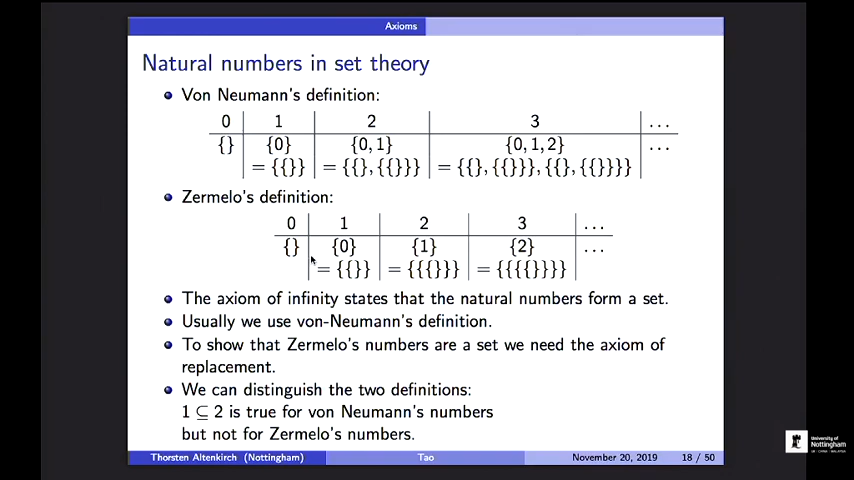 Axioms
Natural numbers in set theory
Von Neumann's definition:
0 1 2 3 ...
{} {0} {0, 1} {0, 1, 2} ...
= {{}} = {{}, {{}}} = {{}, {{}}}, {{}, {{}}}}
Zermelo's definition:
0 1 2 3 ...
{} {0} {1} {2} ...
= {{}} = {{{}}} = {{{{}}}}
The axiom of infinity states that the natural numbers form a set.
Usually we use von-Neumann's definition.
To show that Zermelo's numbers are a set we need the axiom of
replacement.
We can distinguish the two definitions:
1 ⊆ 2 is true for von Neumann's numbers
but not for Zermelo's numbers.
Thorsten Altenkirch (Nottingham) Tao November 20, 2019 18 / 50
University of
Nottingham